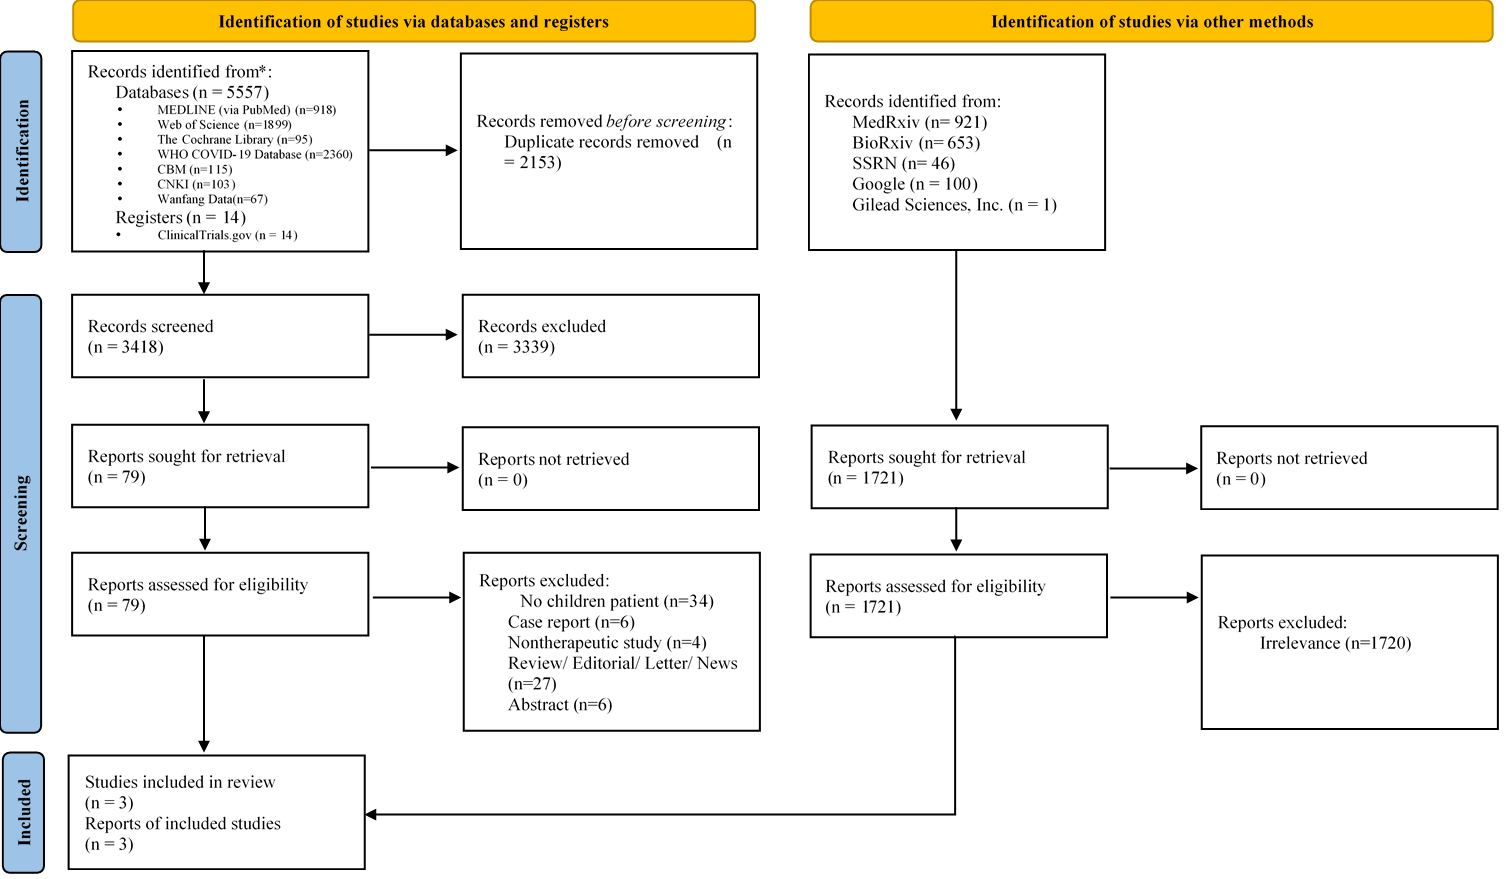 Identification of studies via databases and registers
Identification of studies via other methods
Identification
Records identified from*:
Databases (n = 5557)
• MEDLINE (via PubMed) (n=918)
• Web of Science (n=1899)
• The Cochrane Library (n=95)
• WHO COVID-19 Database (n=2360)
• CBM (n=115)
• CNKI (n=103)
• Wanfang Data(n=67)
Registers (n = 14)
• ClinicalTrials.gov (n = 14)
Records removed before screening:
Duplicate records removed (n
= 2153)
Records identified from:
MedRxiv (n= 921)
BioRxiv (n= 653)
SSRN (n= 46)
Google (n = 100)
Gilead Sciences, Inc. (n = 1)
Screening
Records screened
(n = 3418)
Records excluded
(n = 3339)
Reports sought for retrieval
(n = 79)
Reports not retrieved
(n = 0)
Reports sought for retrieval
(n = 1721)
Reports not retrieved
(n = 0)
Reports assessed for eligibility
(n = 79)
Reports excluded:
No children patient (n=34)
Case report (n=6)
Nontherapeutic study (n=4)
Review/ Editorial/ Letter/ News
(n=27)
Abstract (n=6)
Reports assessed for eligibility
(n = 1721)
Reports excluded:
Irrelevance (n=1720)
Included
Studies included in review
(n = 3)
Reports of included studies
(n = 3)